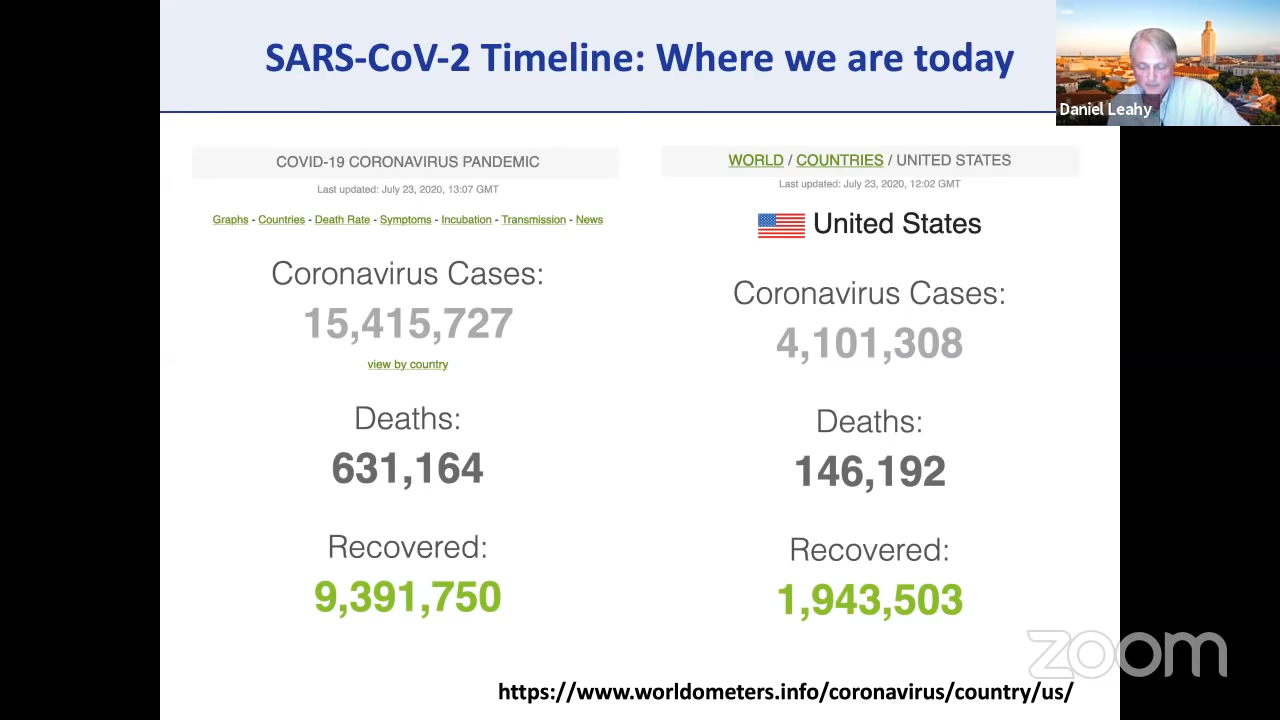 SARS-CoV-2 Timeline: Where we are today
Daniel Leahy
COVID-19 CORONAVIRUS PANDEMIC
Last updated: July 23, 2020, 13:07 GMT
Graphs - Countries - Death Rate - Symptoms - Incubation - Transmission - News
Coronavirus Cases:
15,415,727
view by country
Deaths:
631,164
Recovered:
9,391,750
WORLD / COUNTRIES / UNITED STATES
Last updated: July 23, 2020, 12:02 GMT
United States
Coronavirus Cases:
4,101,308
Deaths:
146,192
Recovered:
1,943,503
zoom
https://www.worldometers.info/coronavirus/country/us/